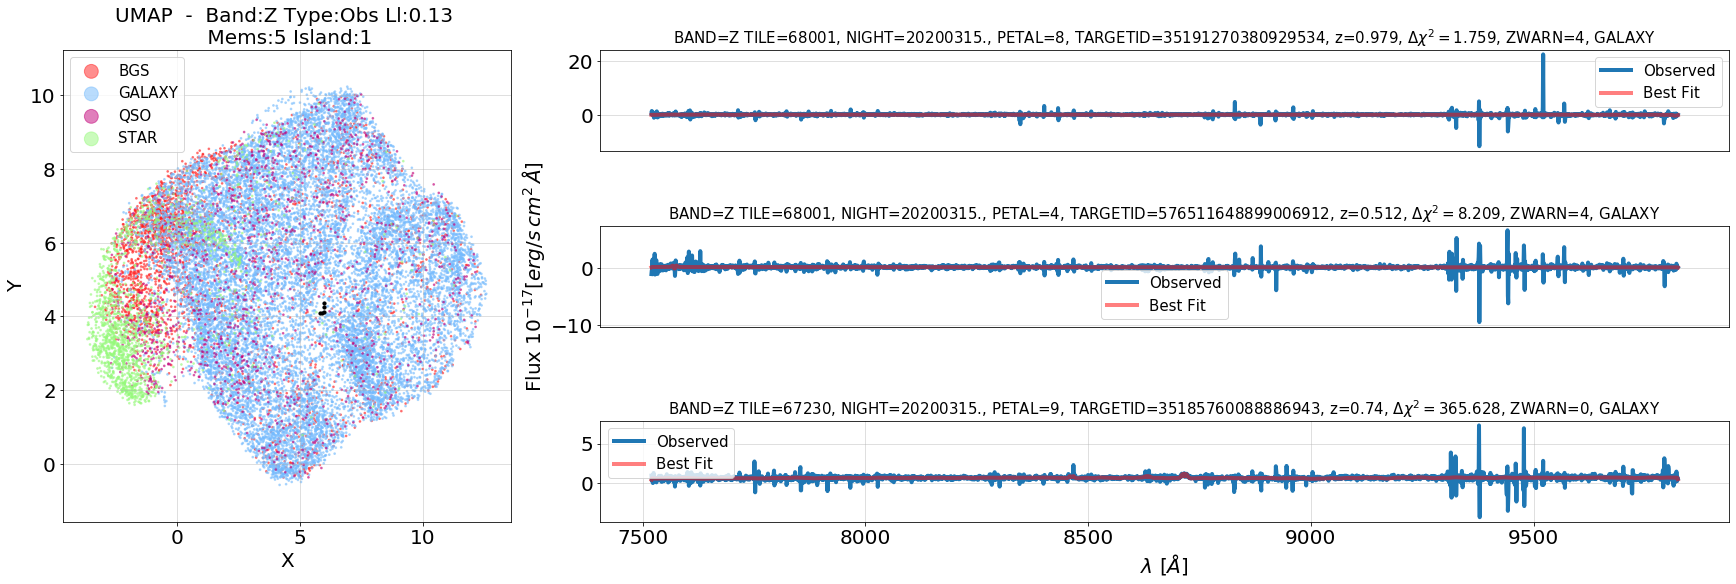 UMAP - Band:Z Type:Obs Ll:0.13
Mems:5 Island:1
BGS
GALAXY
QSO
STAR
10
8
6
4
2
0
Y
0
5
10
X
Flux 10⁻¹⁷[erg/s cm² Å]
BAND=Z TILE=68001, NIGHT=20200315., PETAL=8, TARGETID=35191270380929534, z=0.979, Δχ² = 1.759, ZWARN=4, GALAXY
20
0
Observed
Best Fit
BAND=Z TILE=68001, NIGHT=20200315., PETAL=4, TARGETID=576511648899006912, z=0.512, Δχ² = 8.209, ZWARN=4, GALAXY
0
−10
Observed
Best Fit
BAND=Z TILE=67230, NIGHT=20200315., PETAL=9, TARGETID=35185760088886943, z=0.74, Δχ² = 365.628, ZWARN=0, GALAXY
5
0
Observed
Best Fit
7500
8000
8500
9000
9500
λ [Å]